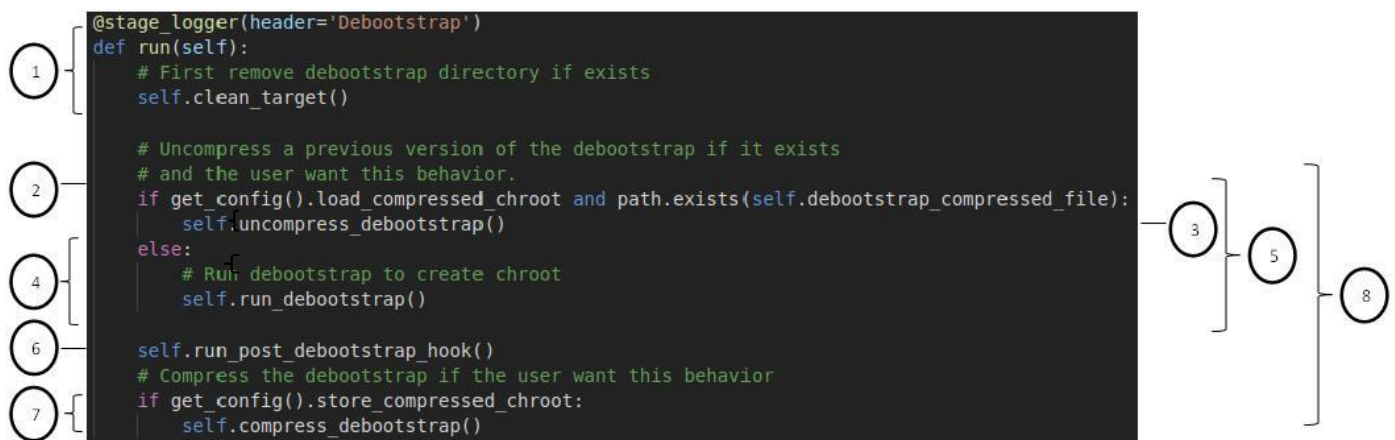 @stage_logger(header='Debootstrap')
def run(self):
# First remove debootstrap directory if exists
self.clean_target()
# Uncompress a previous version of the debootstrap if it exists
# and the user want this behavior.
if get_config().load_compressed_chroot and path.exists(self.debootstrap_compressed_file):
self.uncompress_debootstrap()
else:
# Run debootstrap to create chroot
self.run_debootstrap()
self.run_post_debootstrap_hook()
# Compress the debootstrap if the user want this behavior
if get_config().store_compressed_chroot:
self.compress_debootstrap()
1
2
3
4
5
6
7
8